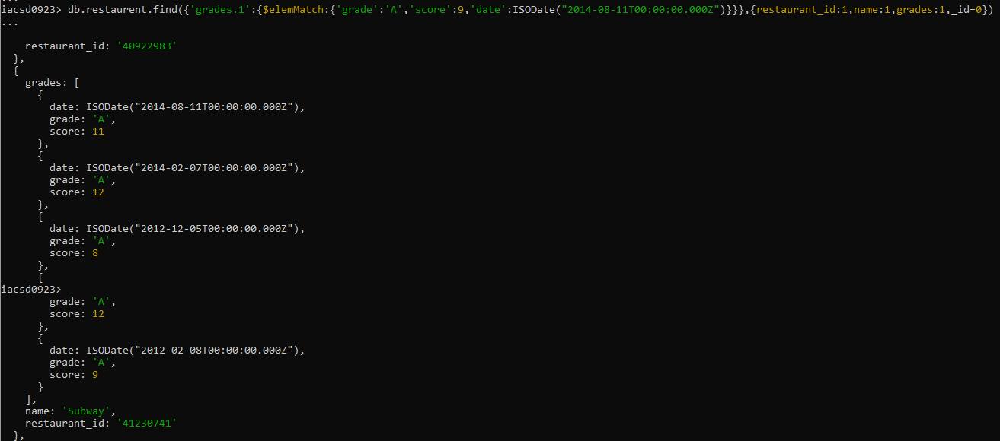 iacsd0923> db.restaurent.find({'grades.1':{$elemMatch:{'grade':'A','score':9,'date':ISODate("2014-08-11T00:00:00.000Z")}}},{restaurant_id:1,name:1,grades:1,_id=0})
...
restaurant_id: '40922983'
},
{
grades: [
{
date: ISODate("2014-08-11T00:00:00.000Z"),
grade: 'A',
score: 11
},
{
date: ISODate("2014-02-07T00:00:00.000Z"),
grade: 'A',
score: 12
},
{
date: ISODate("2012-12-05T00:00:00.000Z"),
grade: 'A',
score: 8
},
{
iacsd0923>
grade: 'A',
score: 12
},
{
date: ISODate("2012-02-08T00:00:00.000Z"),
grade: 'A',
score: 9
}
],
name: 'Subway',
restaurant_id: '41230741'
},